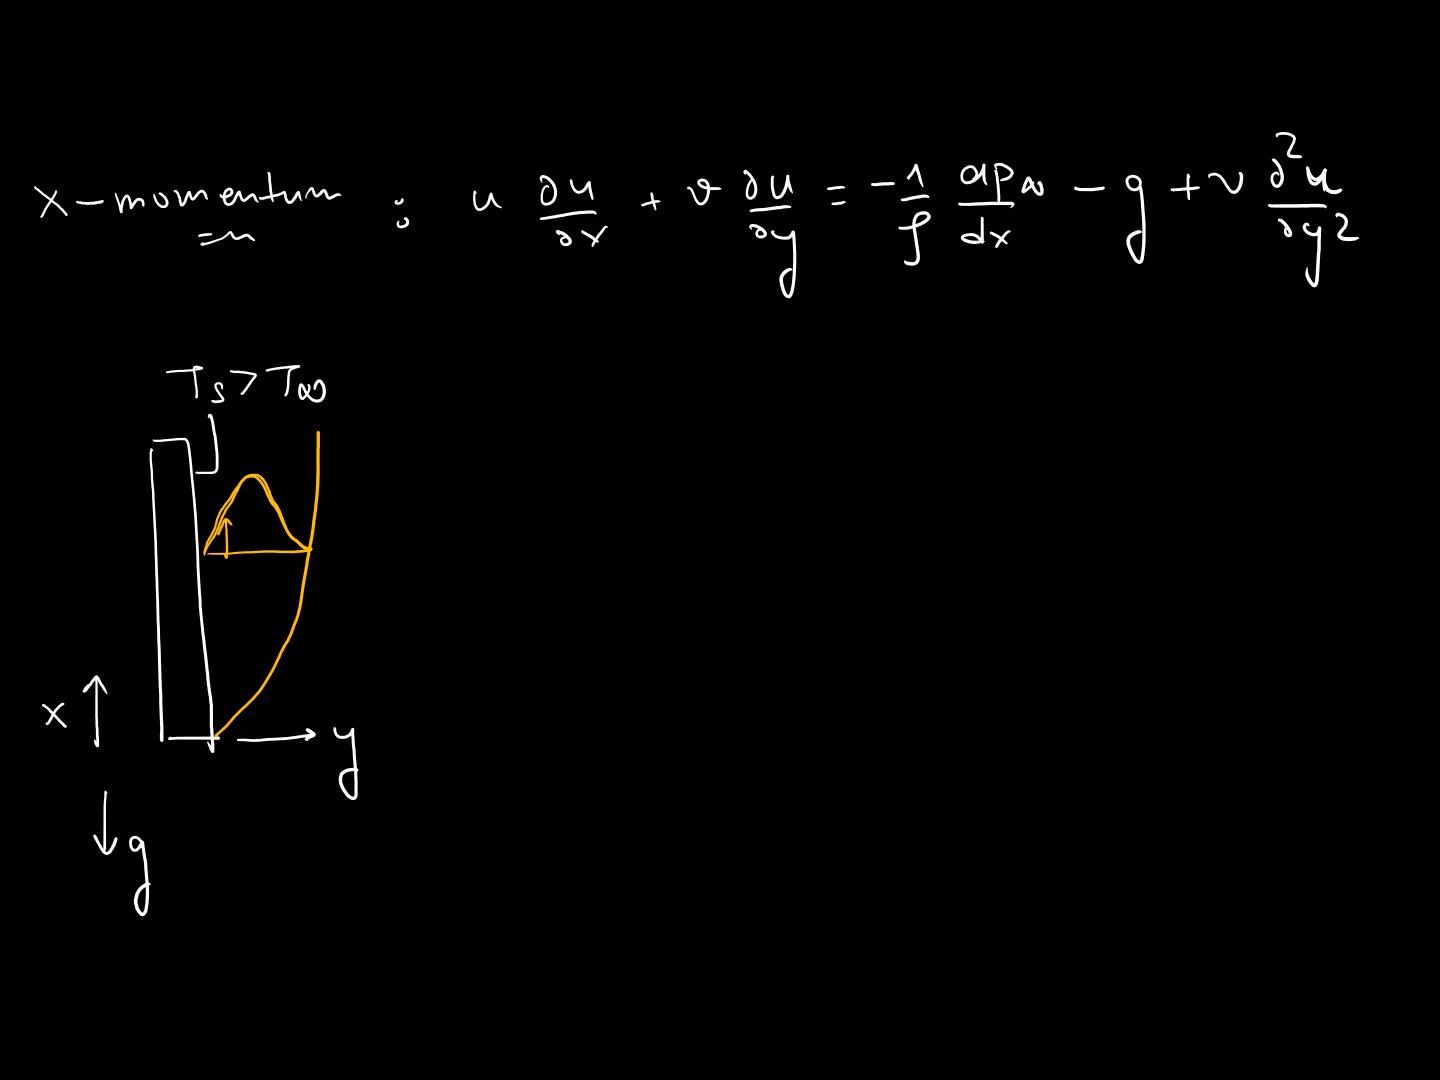 x-momentum : u ∂u/∂x + v ∂u/∂y = -1/ρ dp∞/dx - g + ν ∂²u/∂y²
Ts > T∞
x
y
g